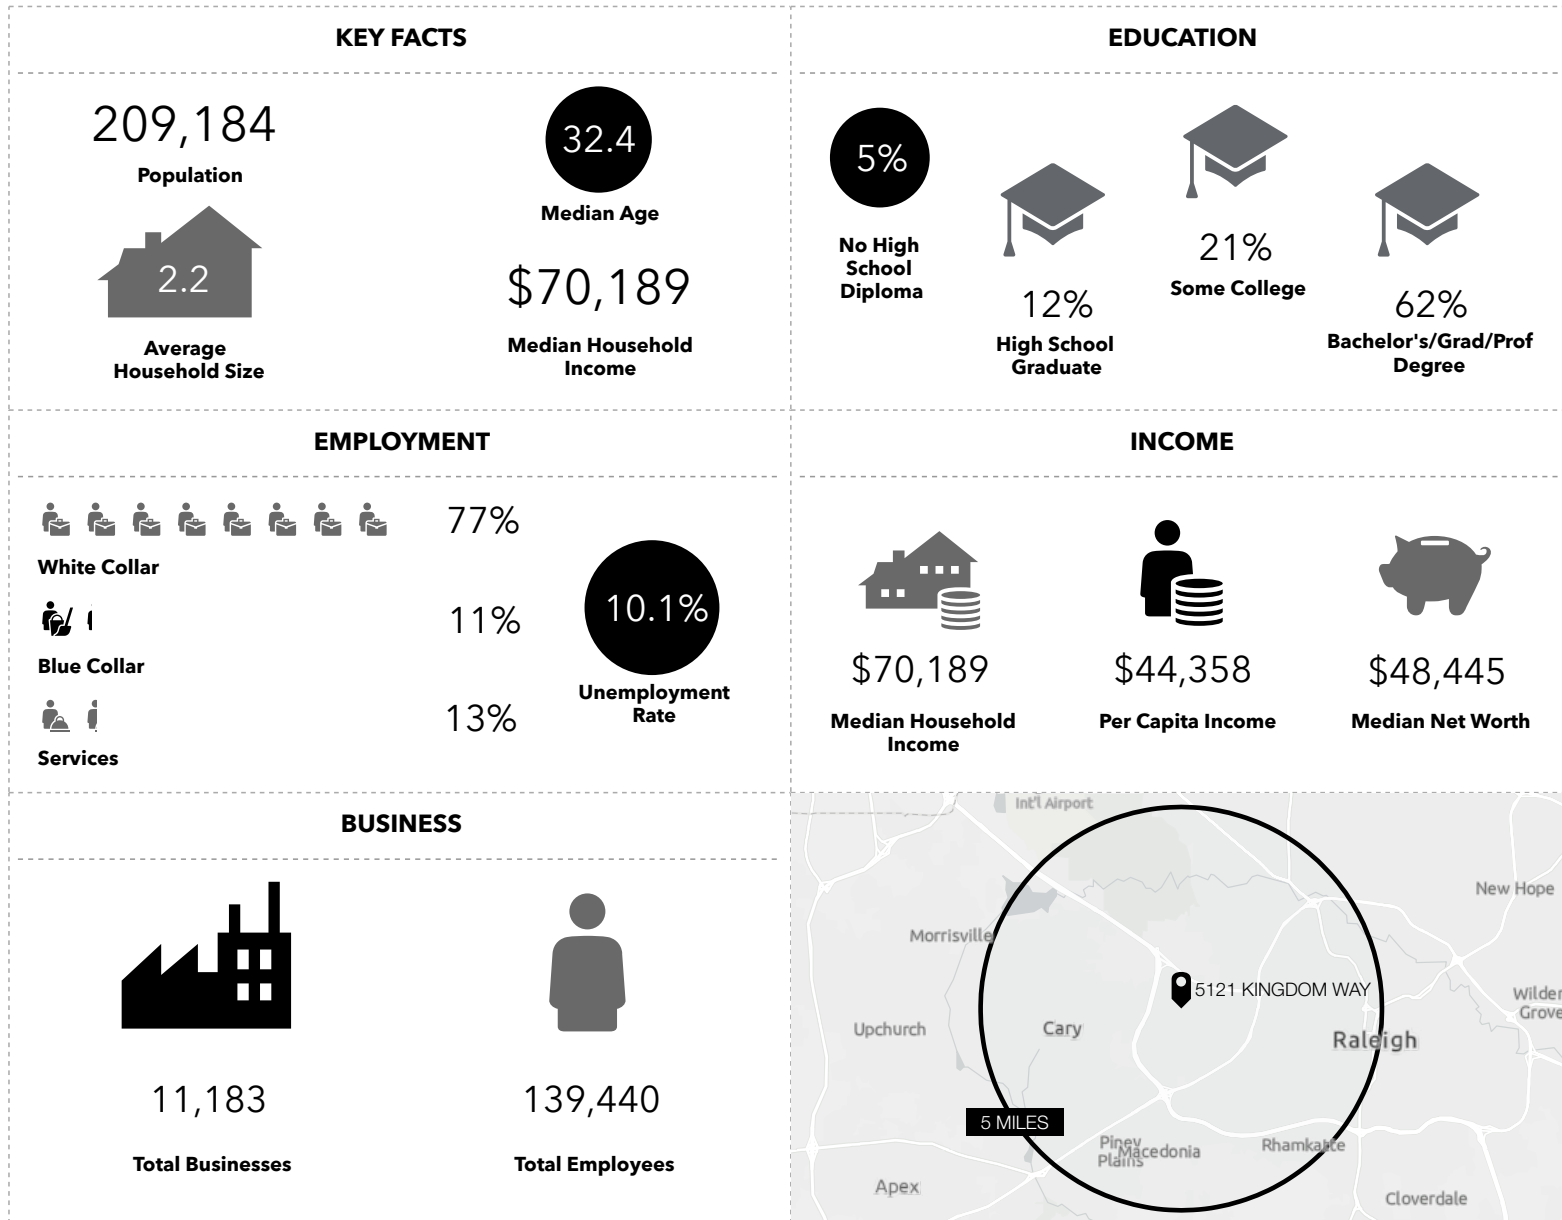 KEY FACTS
209,184
Population
32.4
Median Age
2.2
Average
Household Size
$70,189
Median Household
Income
EDUCATION
5%
No High
School
Diploma
12%
High School
Graduate
21%
Some College
62%
Bachelor's/Grad/Prof
Degree
EMPLOYMENT
77%
White Collar
11%
Blue Collar
13%
Services
10.1%
Unemployment
Rate
INCOME
$70,189
Median Household
Income
$44,358
Per Capita Income
$48,445
Median Net Worth
BUSINESS
11,183
Total Businesses
139,440
Total Employees
Int'l Airport
New Hope
Morrisville
5121 KINGDOM WAY
Wilder
Grove
Upchurch
Cary
Raleigh
5 MILES
Piney
Plains
Macedonia
Rhamkatte
Apex
Cloverdale